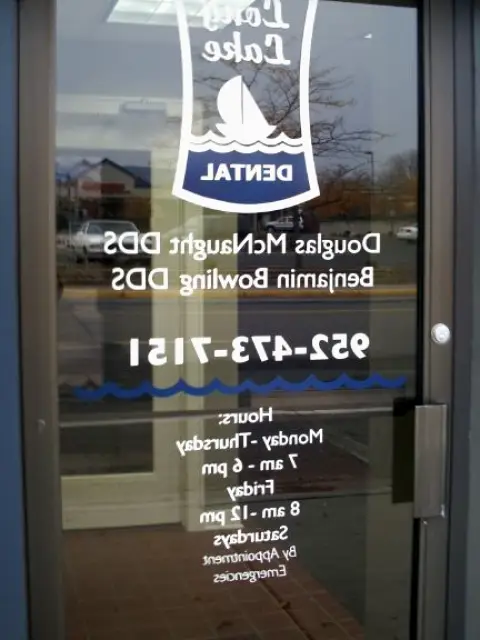 Long
Lake
DENTAL
Douglas McNaught DDS
Benjamin Bowling DDS
952-473-7151
Hours:
Monday - Thursday
7 am - 6 pm
Friday
8 am - 12 pm
Saturdays
By Appointment
Emergencies